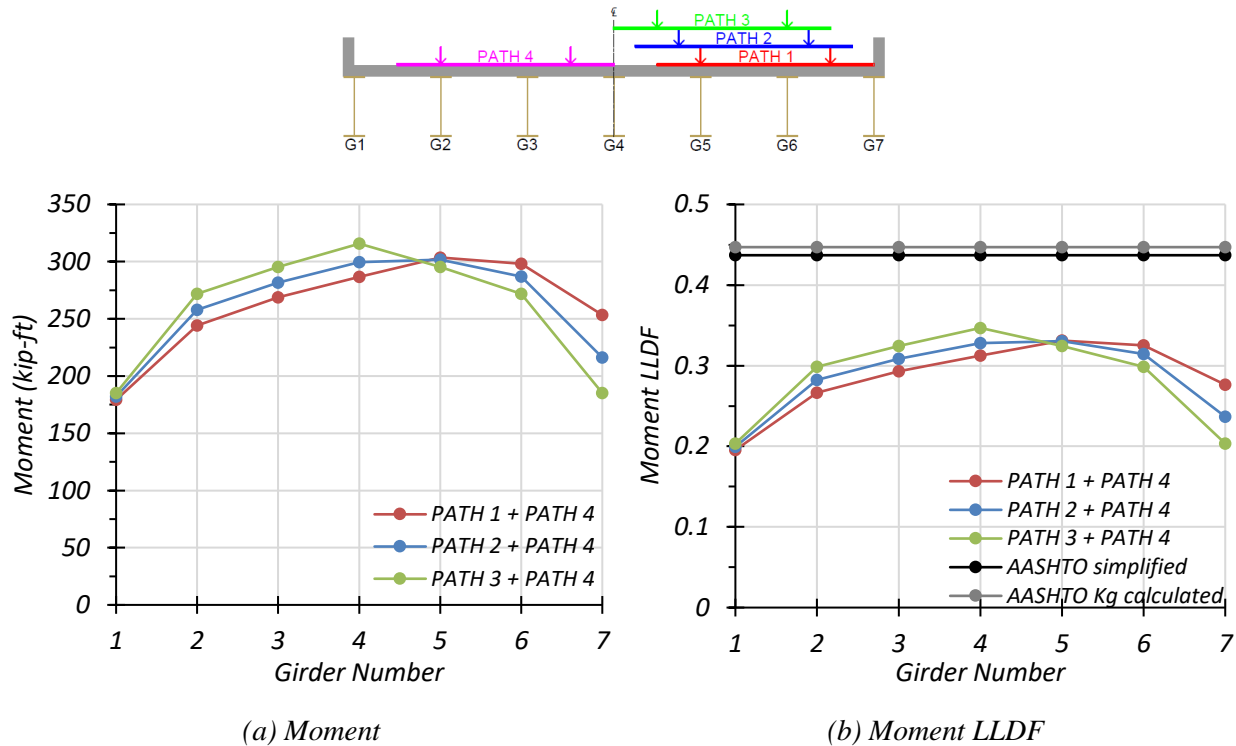 ℄
PATH 3
PATH 2
PATH 4
PATH 1
G1 G2 G3 G4 G5 G6 G7
Moment (kip-ft)
350
300
250
200
150
100
50
0
PATH 1 + PATH 4
PATH 2 + PATH 4
PATH 3 + PATH 4
1 2 3 4 5 6 7
Girder Number
(a) Moment
Moment LLDF
0.5
0.4
0.3
0.2
0.1
0
PATH 1 + PATH 4
PATH 2 + PATH 4
PATH 3 + PATH 4
AASHTO simplified
AASHTO Kg calculated
1 2 3 4 5 6 7
Girder Number
(b) Moment LLDF